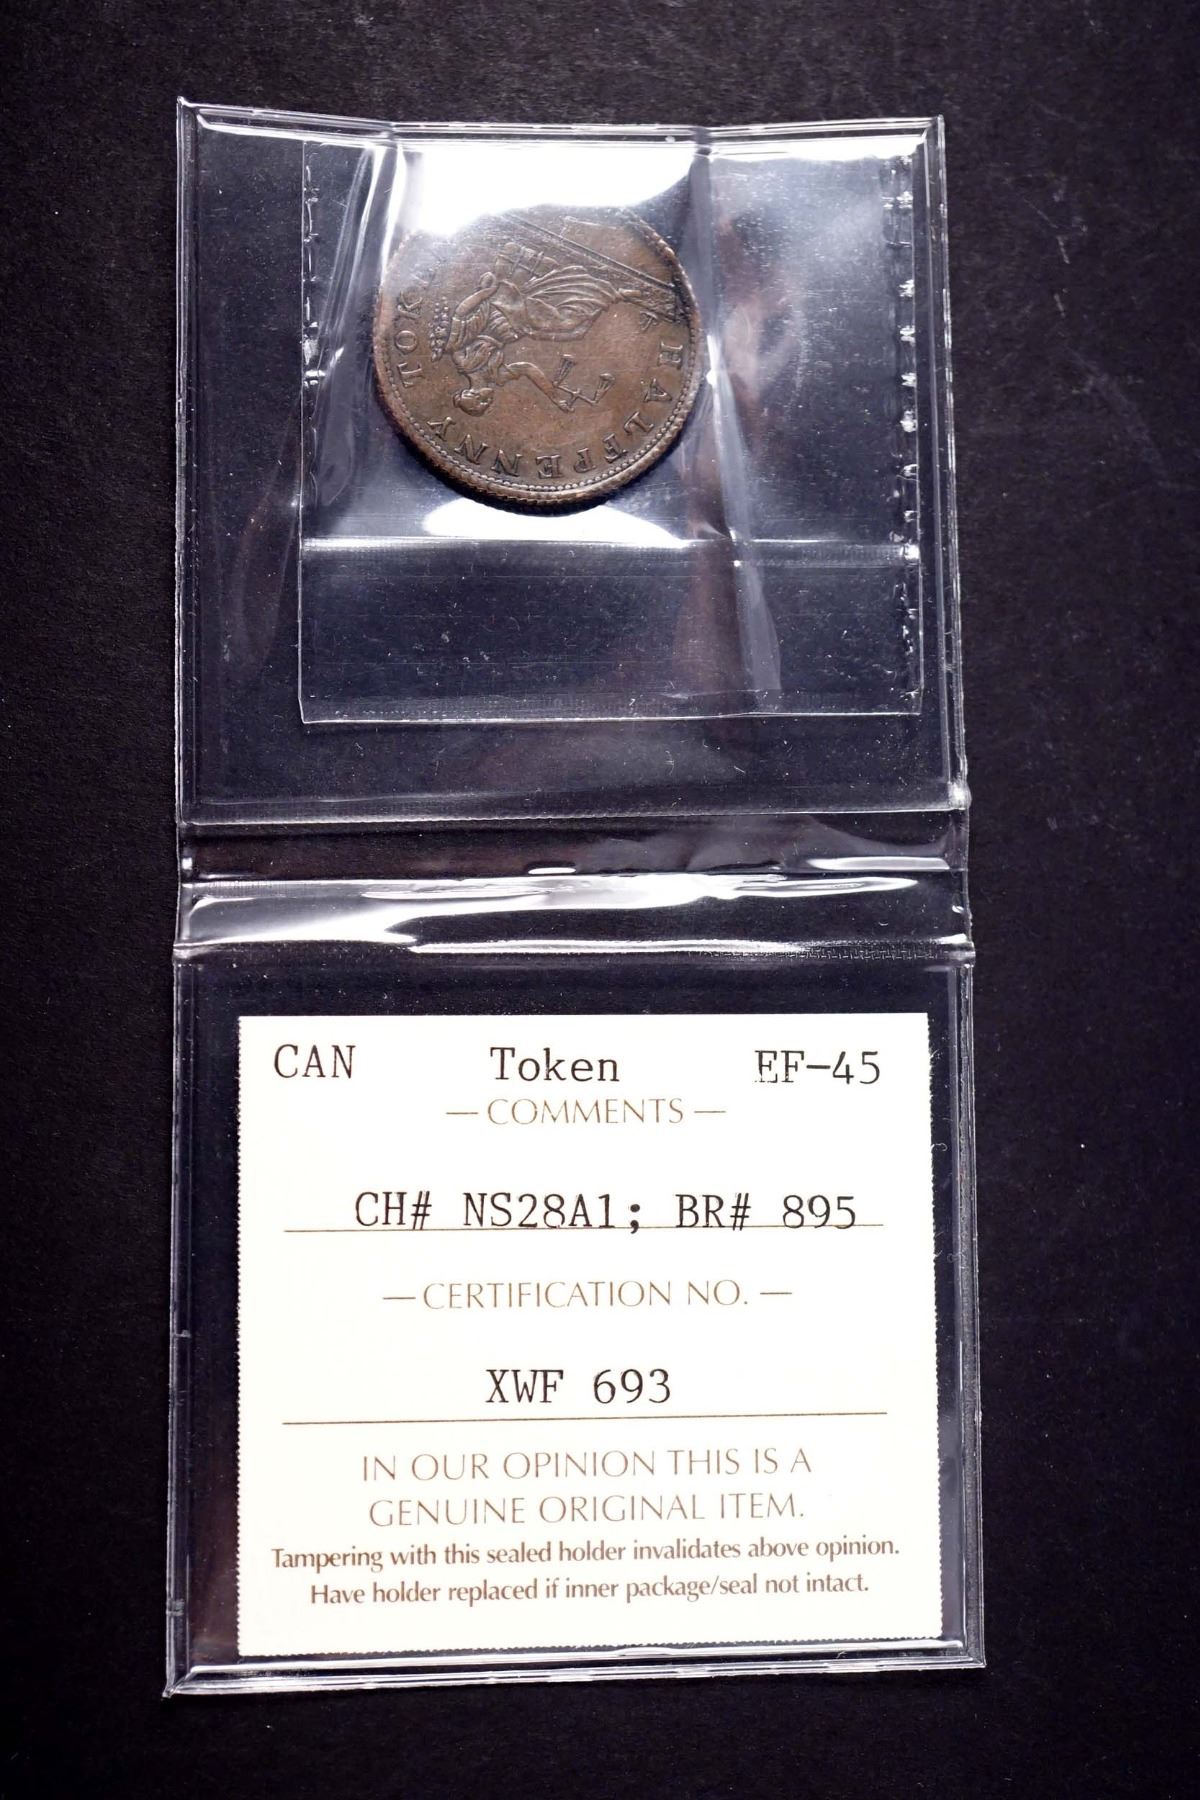 HALFPENNY TOK
CAN Token EF-45
— COMMENTS —
CH# NS28A1; BR# 895
— CERTIFICATION NO. —
XWF 693
IN OUR OPINION THIS IS A
GENUINE ORIGINAL ITEM.
Tampering with this sealed holder invalidates above opinion.
Have holder replaced if inner package/seal not intact.